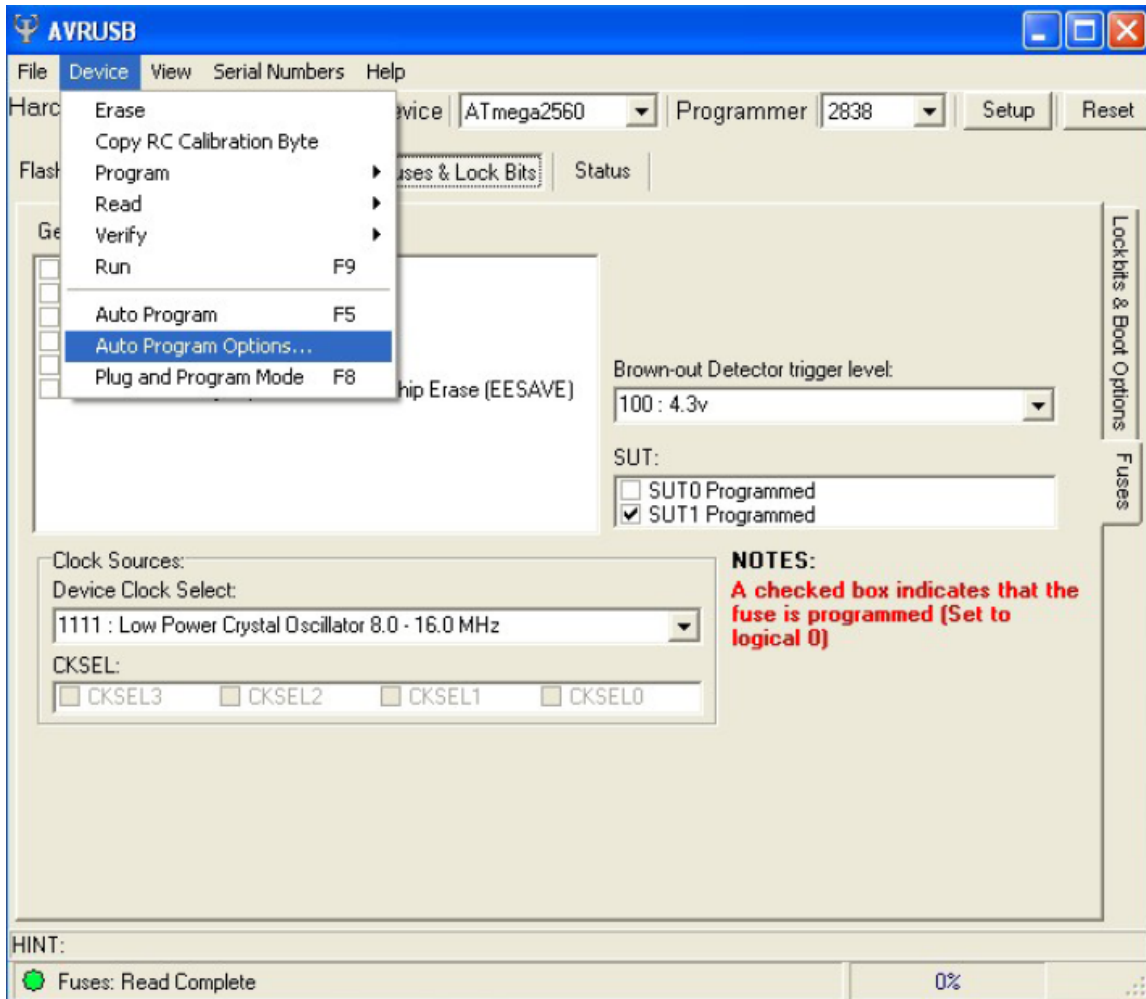 AVRUSB
File Device View Serial Numbers Help
Hard evice ATmega2560 Programmer 2838 Setup Reset
Erase
Copy RC Calibration Byte
Program
Read
Verify
Run F9
Auto Program F5
Auto Program Options...
Plug and Program Mode F8
Flash uses & Lock Bits Status
Ge
hip Erase (EESAVE)
Brown-out Detector trigger level:
100 : 4.3v
SUT:
SUT0 Programmed
SUT1 Programmed
Lockbits & Boot Options
Fuses
Clock Sources:
Device Clock Select:
1111 : Low Power Crystal Oscillator 8.0 - 16.0 MHz
CKSEL:
CKSEL3 CKSEL2 CKSEL1 CKSEL0
NOTES:
A checked box indicates that the
fuse is programmed (Set to
logical 0)
HINT:
Fuses: Read Complete 0%